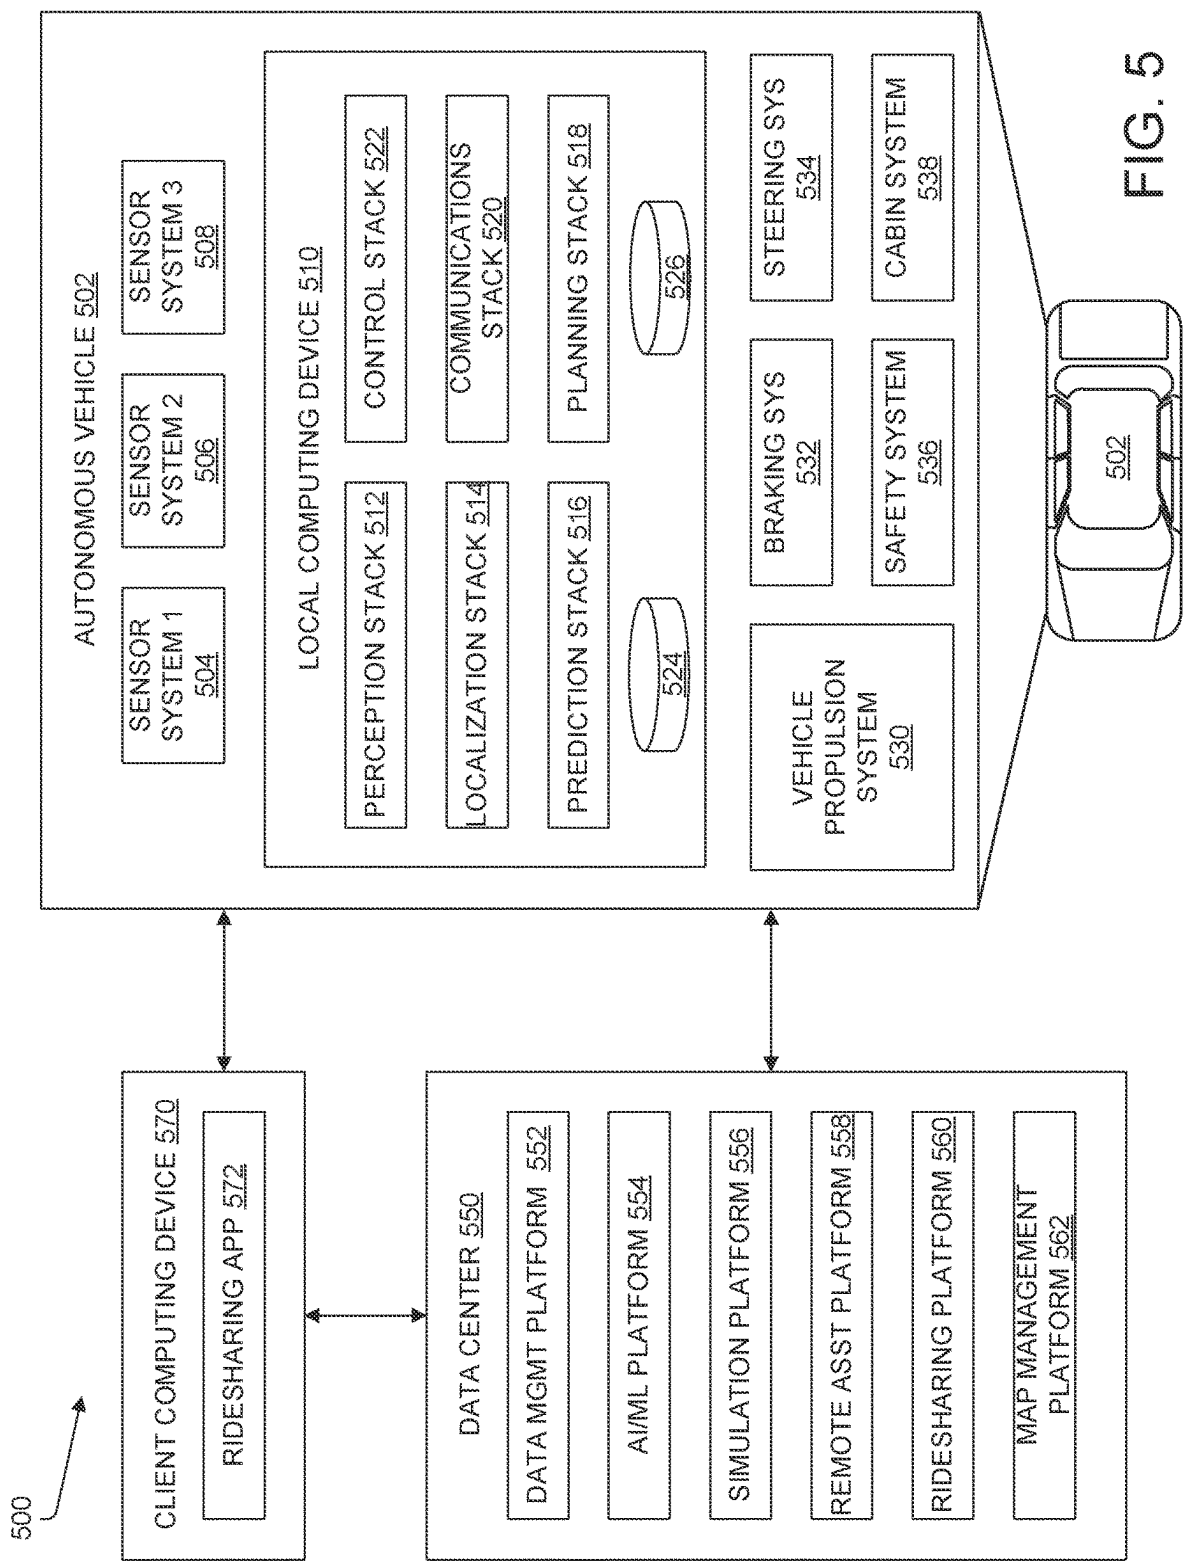 500
CLIENT COMPUTING DEVICE 570
RIDESHARING APP 572
DATA CENTER 550
DATA MGMT PLATFORM 552
AI/ML PLATFORM 554
SIMULATION PLATFORM 556
REMOTE ASST PLATFORM 558
RIDESHARING PLATFORM 560
MAP MANAGEMENT
PLATFORM 562
AUTONOMOUS VEHICLE 502
SENSOR
SYSTEM 1
504
SENSOR
SYSTEM 2
506
SENSOR
SYSTEM 3
508
LOCAL COMPUTING DEVICE 510
PERCEPTION STACK 512
CONTROL STACK 522
LOCALIZATION STACK 514
COMMUNICATIONS
STACK 520
PREDICTION STACK 516
PLANNING STACK 518
524
526
VEHICLE
PROPULSION
SYSTEM
530
BRAKING SYS
532
STEERING SYS
534
SAFETY SYSTEM
536
CABIN SYSTEM
538
502
FIG. 5